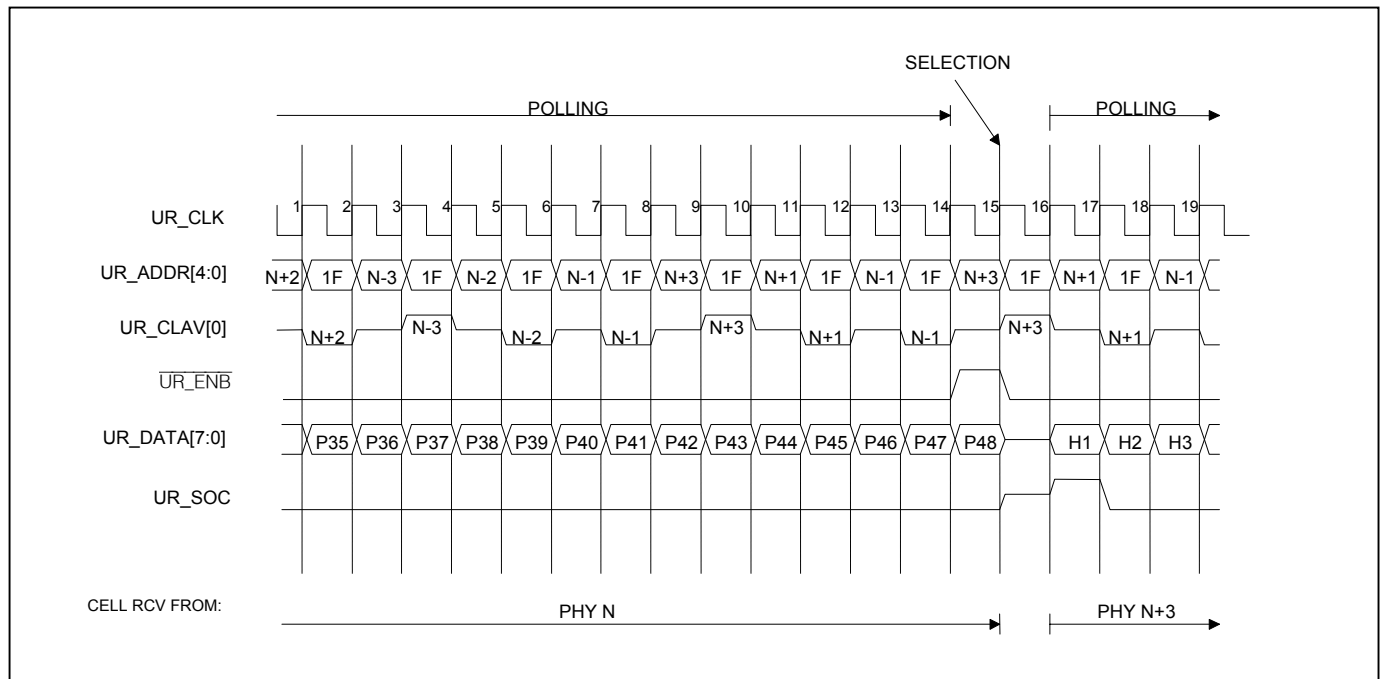 SELECTION
POLLING POLLING
UR_CLK 1 2 3 4 5 6 7 8 9 10 11 12 13 14 15 16 17 18 19
UR_ADDR[4:0] N+2 1F N-3 1F N-2 1F N-1 1F N+3 1F N+1 1F N-1 1F N+3 1F N+1 1F N-1
UR_CLAV[0] N+2 N-3 N-2 N-1 N+3 N+1 N-1 N+3 N+1
UR_ENB
UR_DATA[7:0] P35 P36 P37 P38 P39 P40 P41 P42 P43 P44 P45 P46 P47 P48 H1 H2 H3
UR_SOC
CELL RCV FROM: PHY N PHY N+3